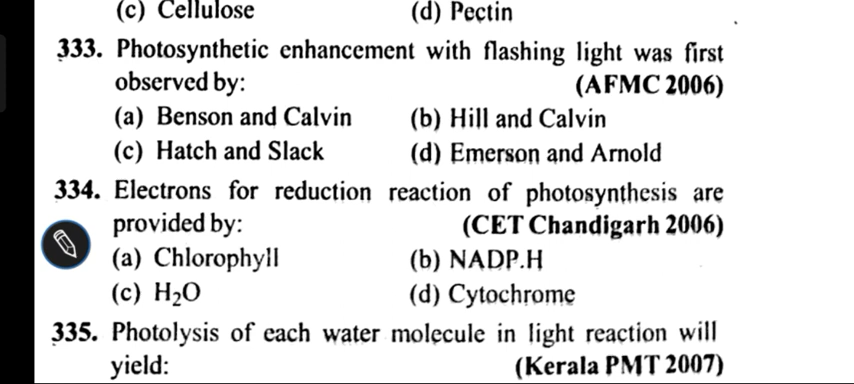 (c) Cellulose (d) Pectin
333. Photosynthetic enhancement with flashing light was first
observed by: (AFMC 2006)
(a) Benson and Calvin (b) Hill and Calvin
(c) Hatch and Slack (d) Emerson and Arnold
334. Electrons for reduction reaction of photosynthesis are
provided by: (CET Chandigarh 2006)
(a) Chlorophyll (b) NADP.H
(c) H₂O (d) Cytochrome
335. Photolysis of each water molecule in light reaction will
yield: (Kerala PMT 2007)